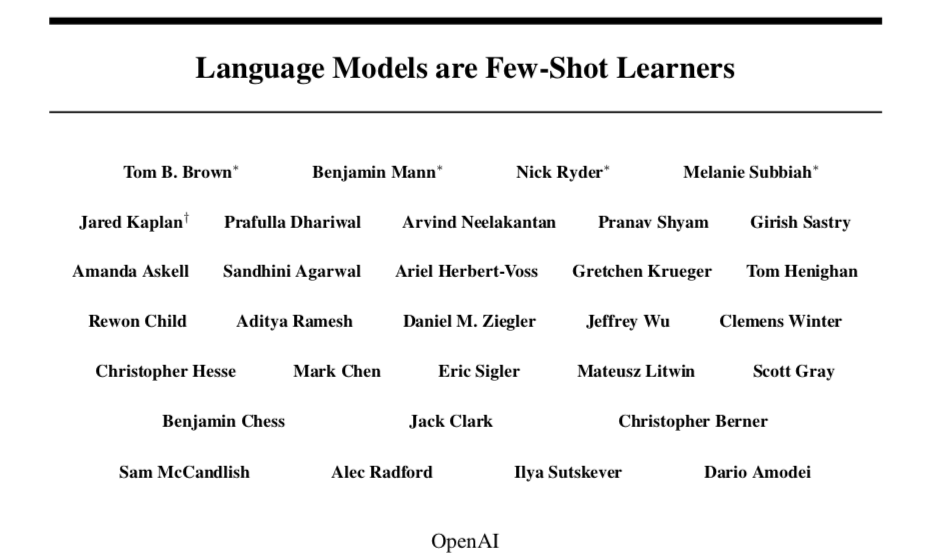 Language Models are Few-Shot Learners
Tom B. Brown* Benjamin Mann* Nick Ryder* Melanie Subbiah*
Jared Kaplan† Prafulla Dhariwal Arvind Neelakantan Pranav Shyam Girish Sastry
Amanda Askell Sandhini Agarwal Ariel Herbert-Voss Gretchen Krueger Tom Henighan
Rewon Child Aditya Ramesh Daniel M. Ziegler Jeffrey Wu Clemens Winter
Christopher Hesse Mark Chen Eric Sigler Mateusz Litwin Scott Gray
Benjamin Chess Jack Clark Christopher Berner
Sam McCandlish Alec Radford Ilya Sutskever Dario Amodei
OpenAI